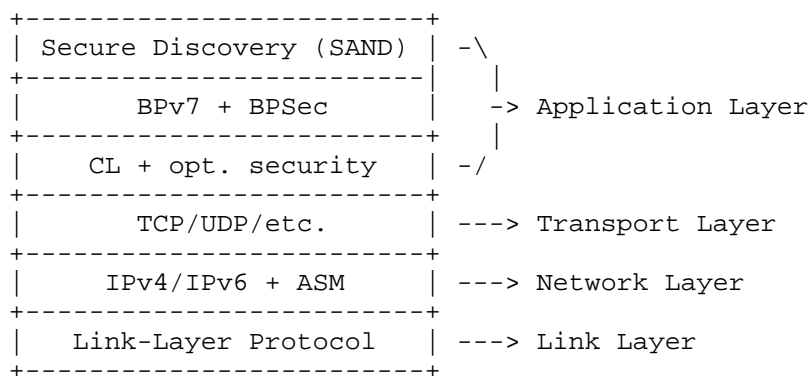 +-------------------------+
| Secure Discovery (SAND) | -\
+-------------------------|   |
|       BPv7 + BPSec      |   -> Application Layer
+-------------------------+   |
|    CL + opt. security   | -/
+-------------------------+
|       TCP/UDP/etc.      | ---> Transport Layer
+-------------------------+
|     IPv4/IPv6 + ASM     | ---> Network Layer
+-------------------------+
|   Link-Layer Protocol   | ---> Link Layer
+-------------------------+